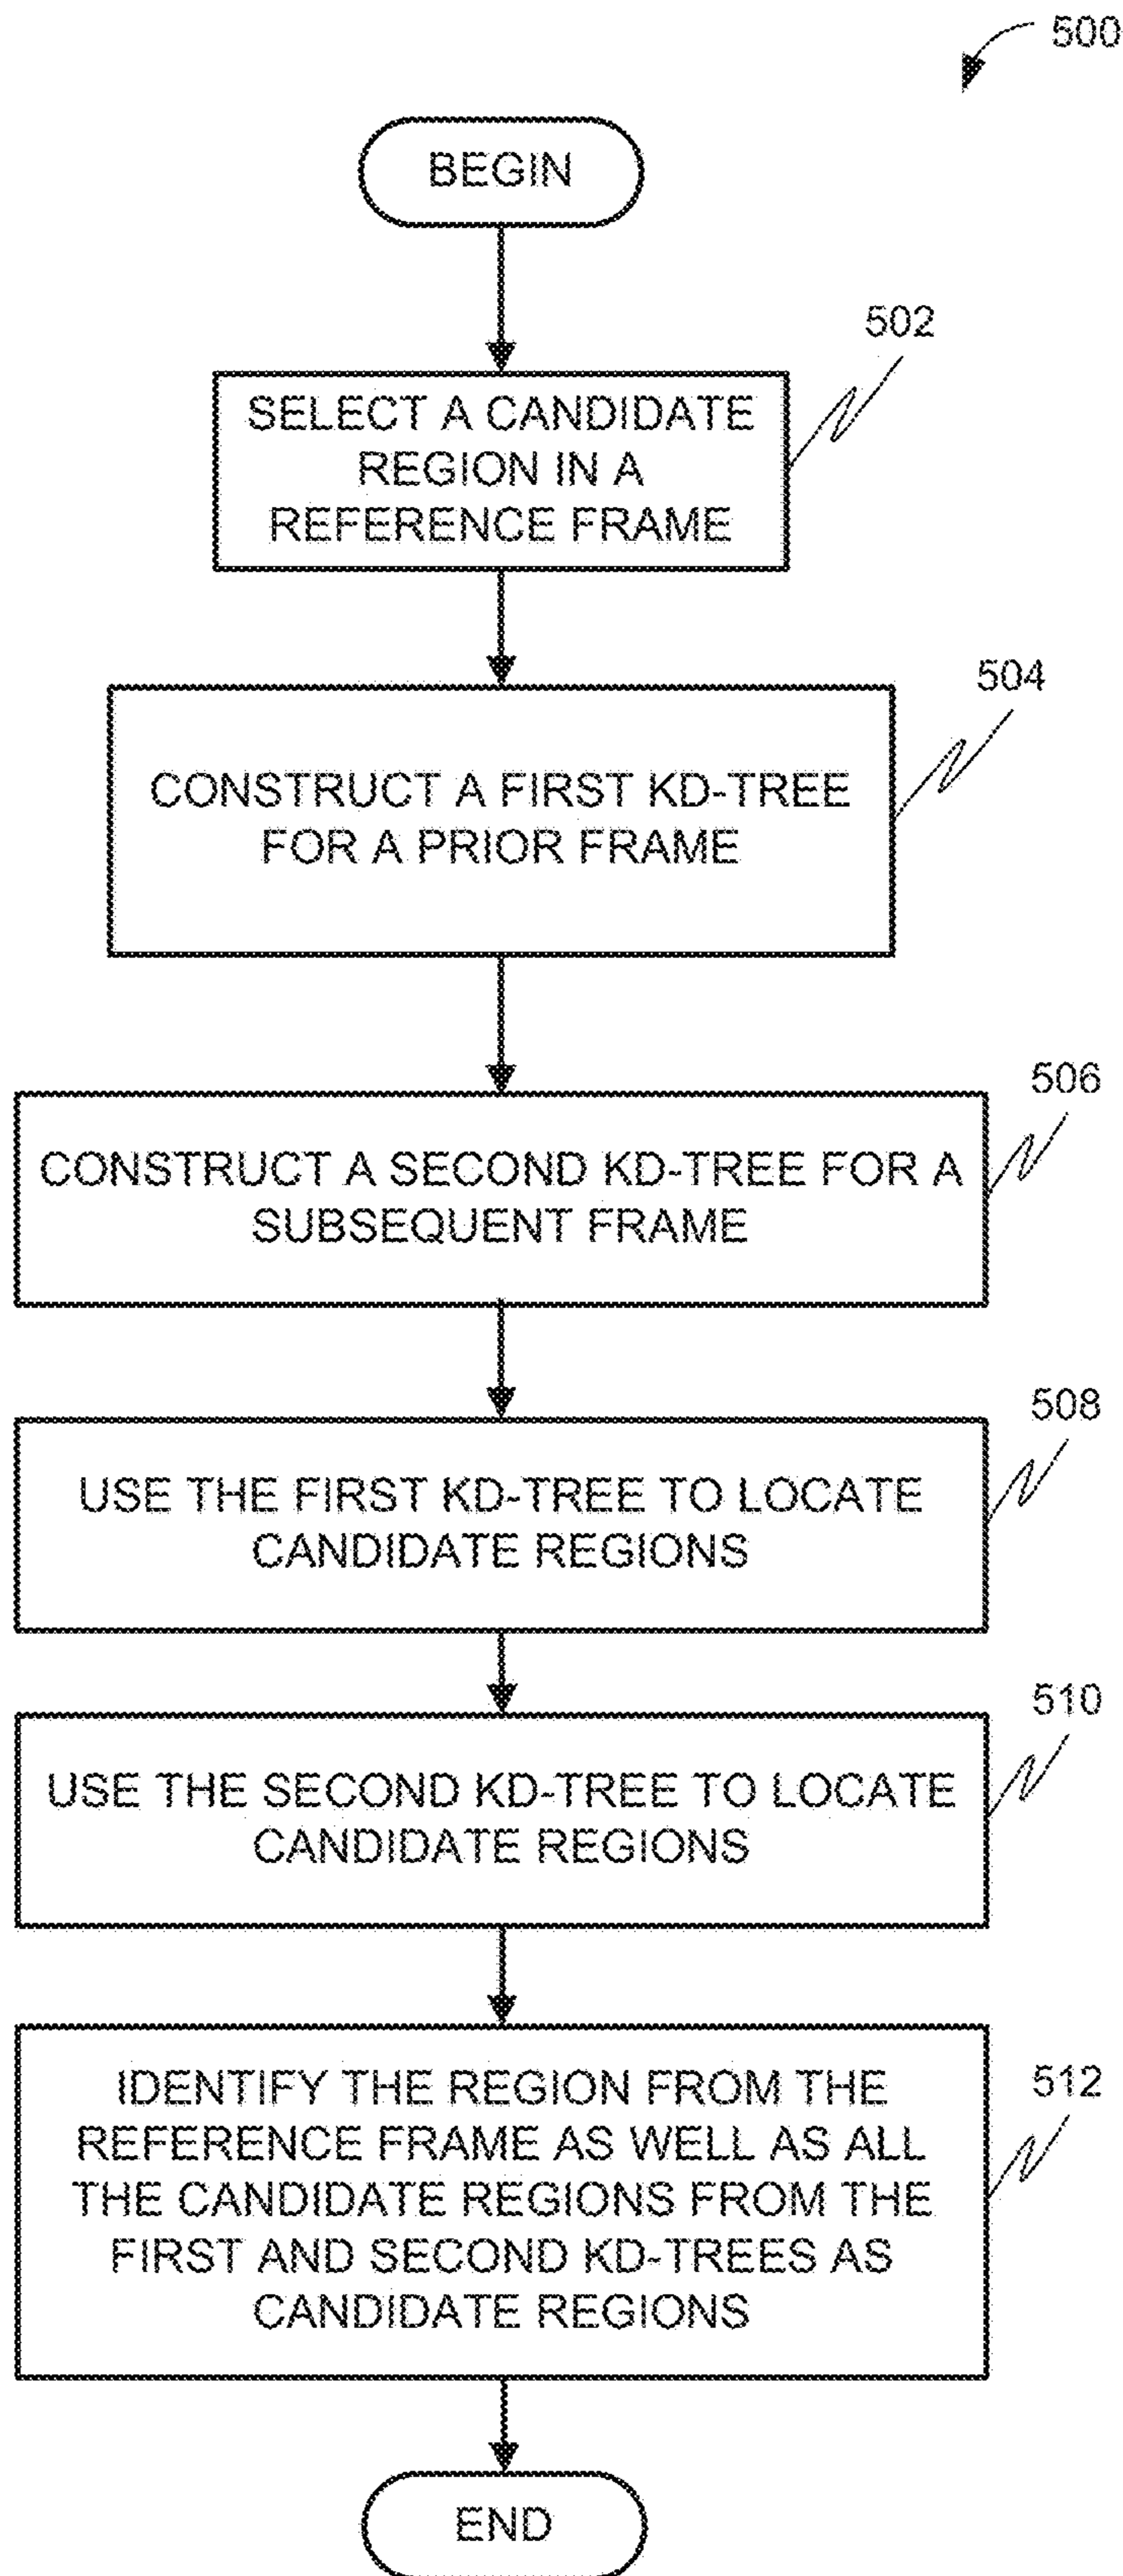 500
BEGIN
502
SELECT A CANDIDATE
REGION IN A
REFERENCE FRAME
504
CONSTRUCT A FIRST KD-TREE
FOR A PRIOR FRAME
506
CONSTRUCT A SECOND KD-TREE FOR A
SUBSEQUENT FRAME
508
USE THE FIRST KD-TREE TO LOCATE
CANDIDATE REGIONS
510
USE THE SECOND KD-TREE TO LOCATE
CANDIDATE REGIONS
512
IDENTIFY THE REGION FROM THE
REFERENCE FRAME AS WELL AS ALL
THE CANDIDATE REGIONS FROM THE
FIRST AND SECOND KD-TREES AS
CANDIDATE REGIONS
END